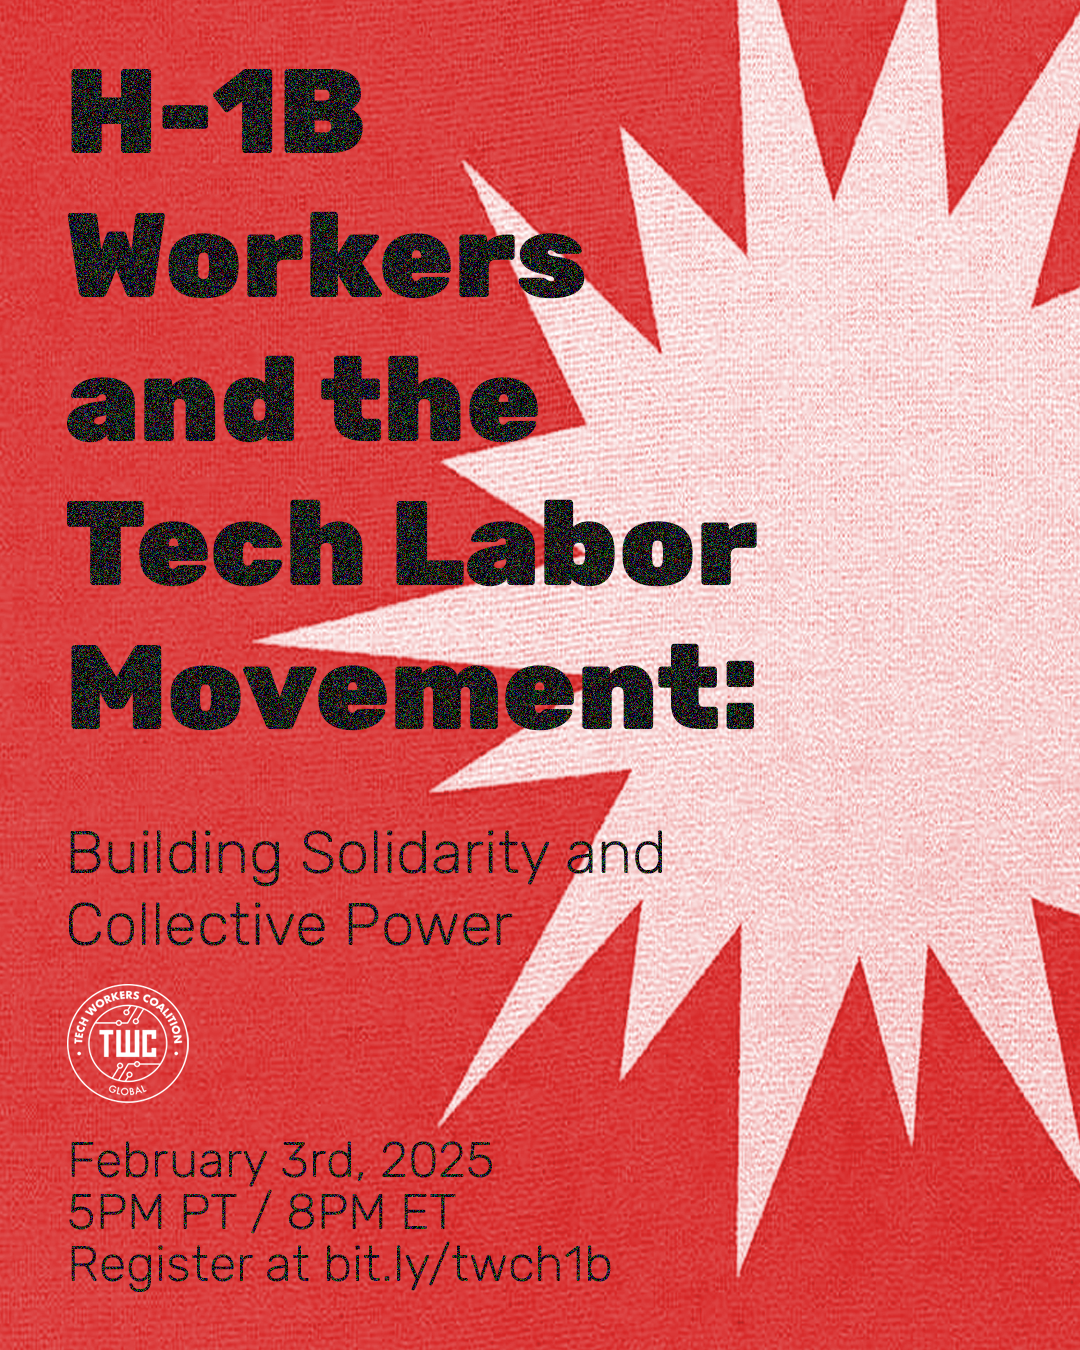 H-1B
Workers
and the
Tech Labor
Movement:
Building Solidarity and
Collective Power
TECH WORKERS COALITION
TWC
GLOBAL
February 3rd, 2025
5PM PT / 8PM ET
Register at bit.ly/twch1b